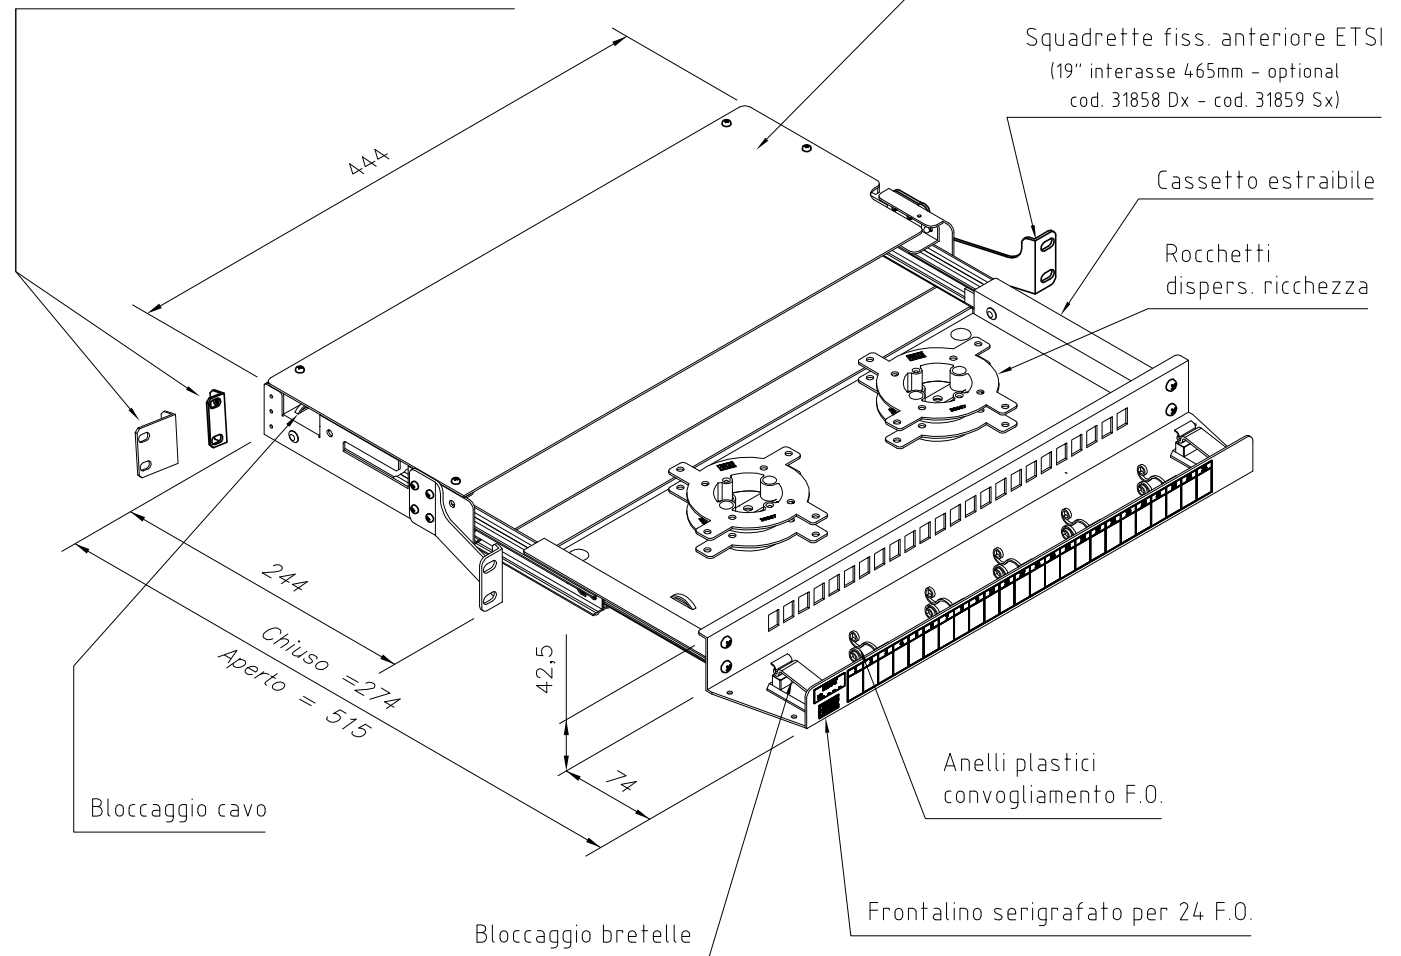 Squadrette fiss. anteriore ETSI
(19" interasse 465mm - optional
cod. 31858 Dx - cod. 31859 Sx)
444
Cassetto estraibile
Rocchetti
dispers. ricchezza
244
Chiuso =274
Aperto = 515
42,5
74
Anelli plastici
convogliamento F.O.
Bloccaggio cavo
Frontalino serigrafato per 24 F.O.
Bloccaggio bretelle